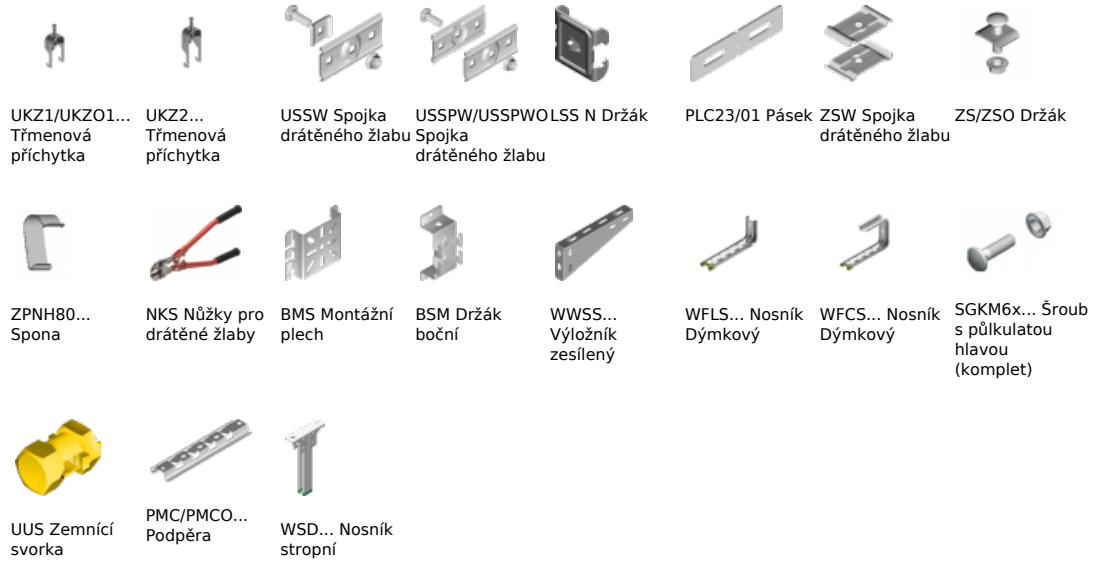 UKZ1/UKZO1...
Třmenová
příchytka
UKZ2...
Třmenová
příchytka
USSW Spojka
drátěného žlabu
USSPW/USSPWO
Spojka
drátěného žlabu
LSS N Držák
PLC23/01 Pásek
ZSW Spojka
drátěného žlabu
ZS/ZSO Držák
ZPNH80...
Spona
NKS Nůžky pro
drátěné žlaby
BMS Montážní
plech
BSM Držák
boční
WWSS...
Výložník
zesílený
WFLS... Nosník
Dýmkový
WFCS... Nosník
Dýmkový
SGKM6x... Šroub
s půlkulatou
hlavou
(komplet)
UUS Zemnící
svorka
PMC/PMCO...
Podpěra
WSD... Nosník
stropní